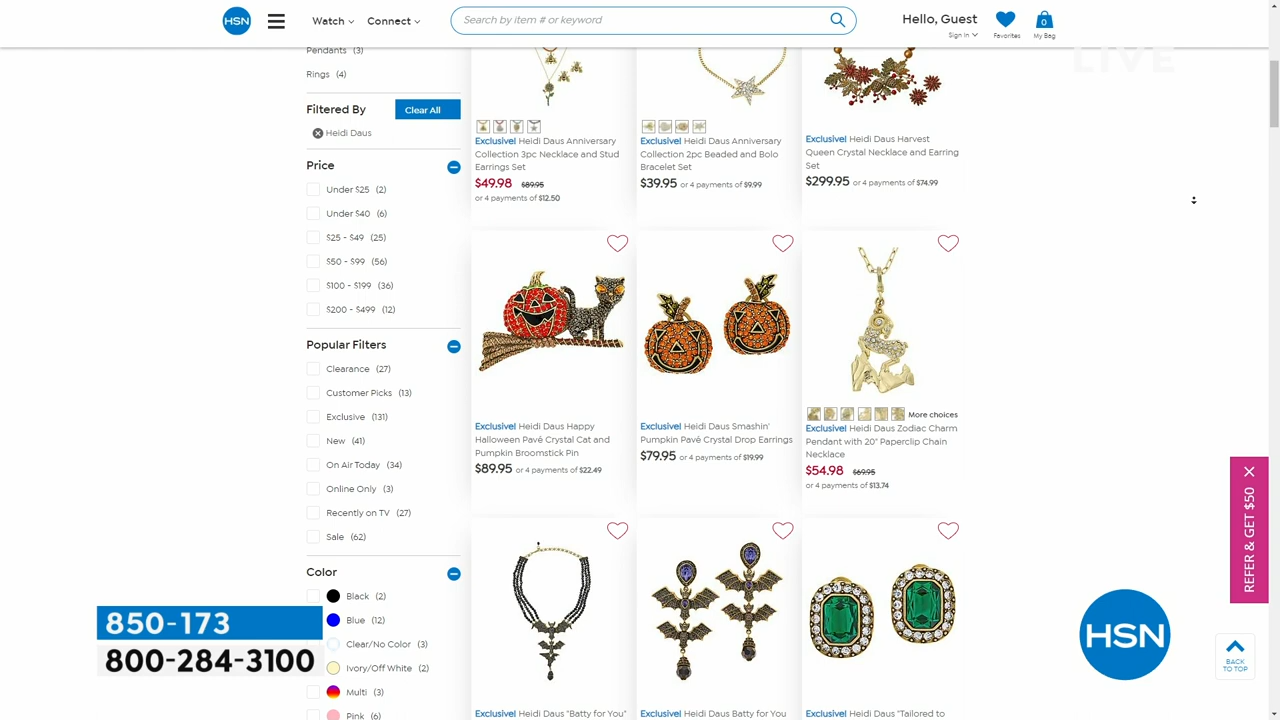 HSN
Watch
Connect
Search by item # or keyword
Hello, Guest
Sign In
Favorites
0
My Bag
LIVE
Pendants (3)
Rings (4)
Filtered By
Clear All
Heidi Daus
Price
Under $25 (2)
Under $40 (6)
$25 - $49 (25)
$50 - $99 (56)
$100 - $199 (36)
$200 - $499 (12)
Popular Filters
Clearance (27)
Customer Picks (13)
Exclusive (131)
New (41)
On Air Today (34)
Online Only (3)
Recently on TV (27)
Sale (62)
Color
Black (2)
Blue (12)
Clear/No Color (3)
Ivory/Off White (2)
Multi (3)
Pink (6)
Exclusive! Heidi Daus Anniversary
Collection 3pc Necklace and Stud
Earrings Set
$49.98 $89.95
or 4 payments of $12.50
Exclusive! Heidi Daus Anniversary
Collection 2pc Beaded and Bolo
Bracelet Set
$39.95 or 4 payments of $9.99
Exclusive! Heidi Daus Harvest
Queen Crystal Necklace and Earring
Set
$299.95 or 4 payments of $74.99
Exclusive! Heidi Daus Happy
Halloween Pavé Crystal Cat and
Pumpkin Broomstick Pin
$89.95 or 4 payments of $22.49
Exclusive! Heidi Daus Smashin'
Pumpkin Pavé Crystal Drop Earrings
$79.95 or 4 payments of $19.99
More choices
Exclusive! Heidi Daus Zodiac Charm
Pendant with 20" Paperclip Chain
Necklace
$54.98 $69.95
or 4 payments of $13.74
Exclusive! Heidi Daus "Batty for You"
Exclusive! Heidi Daus Batty for You
Exclusive! Heidi Daus "Tailored to
REFER & GET $50
850-173
800-284-3100
HSN
BACK
TO TOP